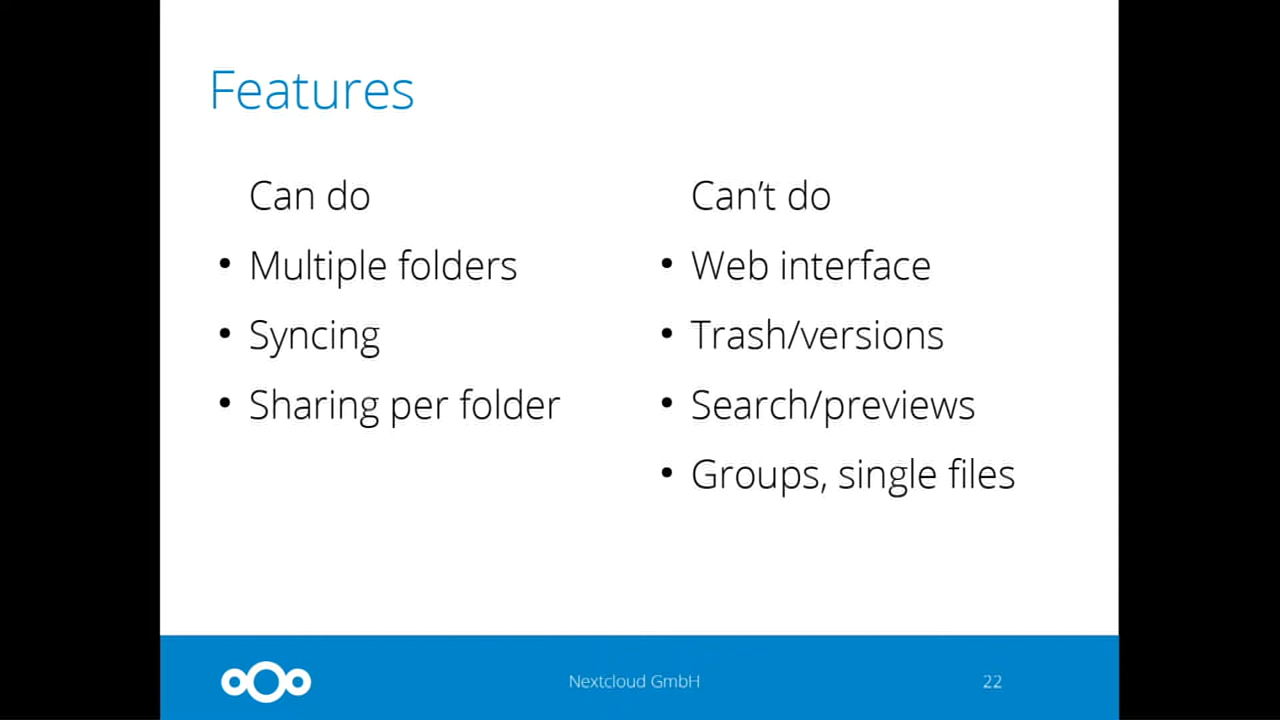 Features
Can do
• Multiple folders
• Syncing
• Sharing per folder
Can’t do
• Web interface
• Trash/versions
• Search/previews
• Groups, single files
Nextcloud GmbH
22